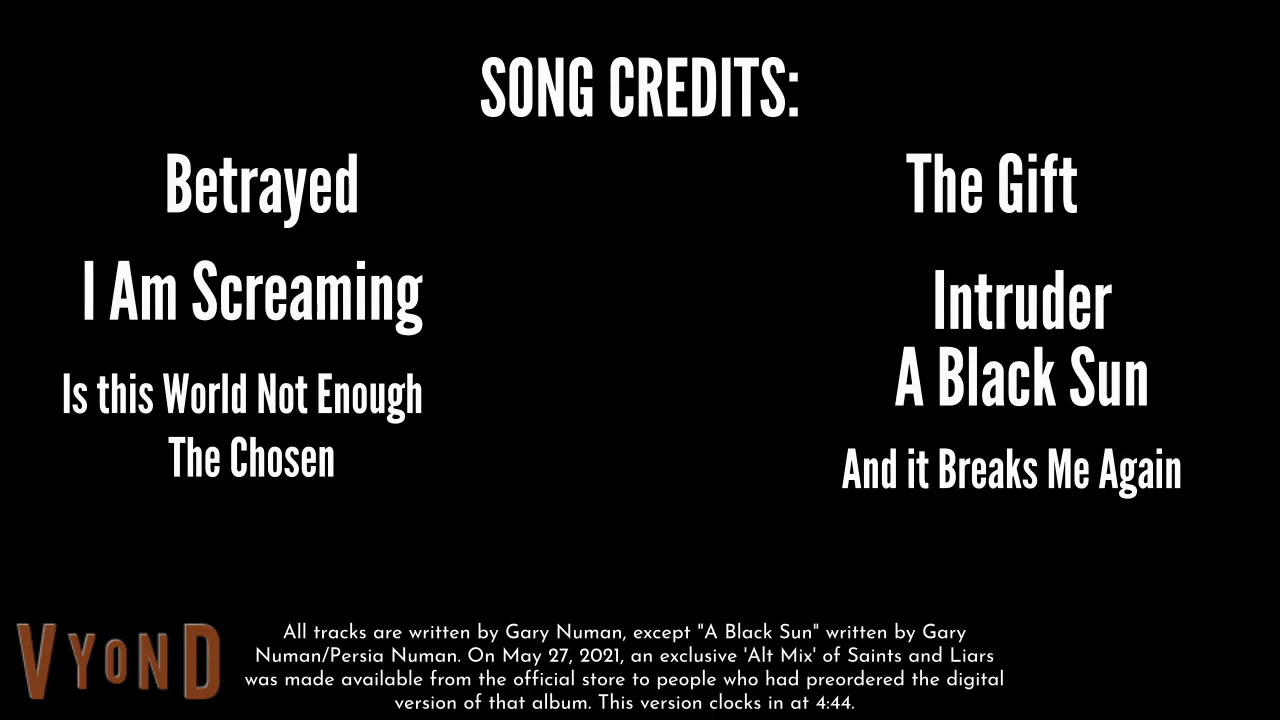 SONG CREDITS:
Betrayed
I Am Screaming
Is this World Not Enough
The Chosen
The Gift
Intruder
A Black Sun
And it Breaks Me Again
VYOND
All tracks are written by Gary Numan, except "A Black Sun" written by Gary
Numan/Persia Numan. On May 27, 2021, an exclusive 'Alt Mix' of Saints and Liars
was made available from the official store to people who had preordered the digital
version of that album. This version clocks in at 4:44.